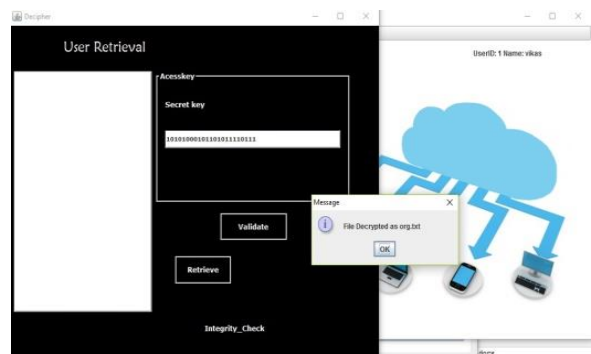 Decipher
User Retrieval
UserID: 1 Name: vikas
Acesskey
Secret key
Message
File Decrypted as org.txt
OK
Validate
Retrieve
Integrity_Check